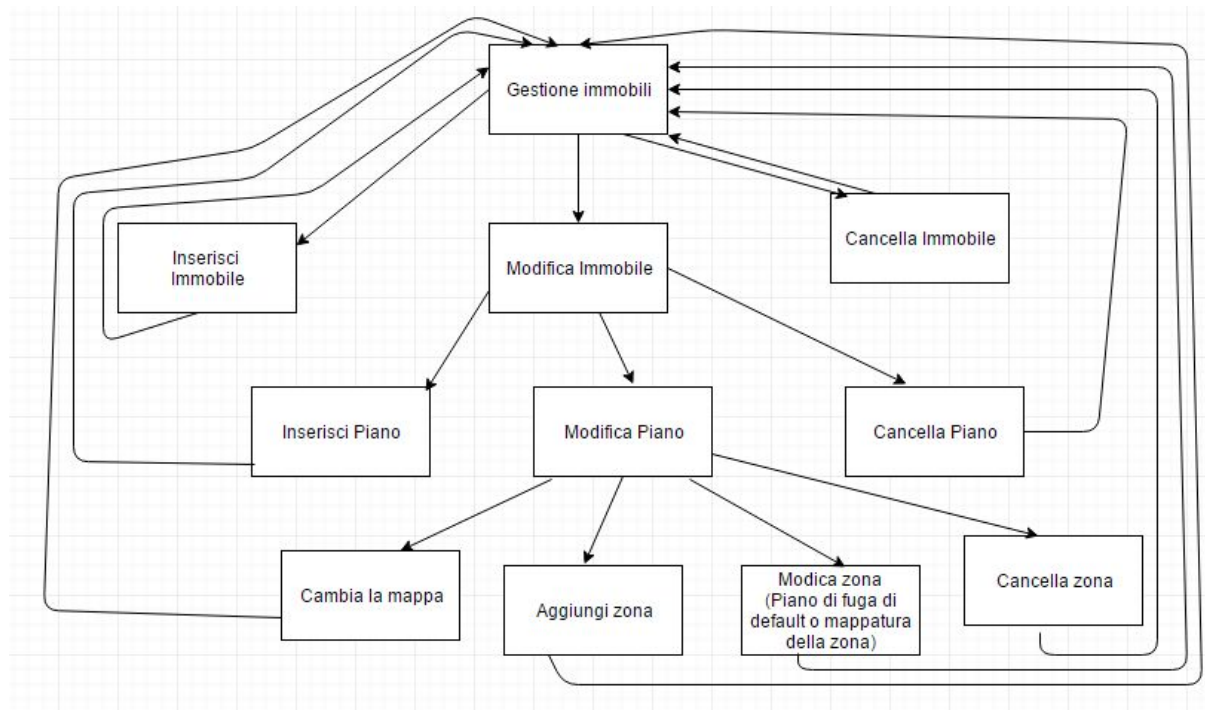 Gestione immobili
Inserisci
Immobile
Modifica Immobile
Cancella Immobile
Inserisci Piano
Modifica Piano
Cancella Piano
Cambia la mappa
Aggiungi zona
Modica zona
(Piano di fuga di
default o mappatura
della zona)
Cancella zona